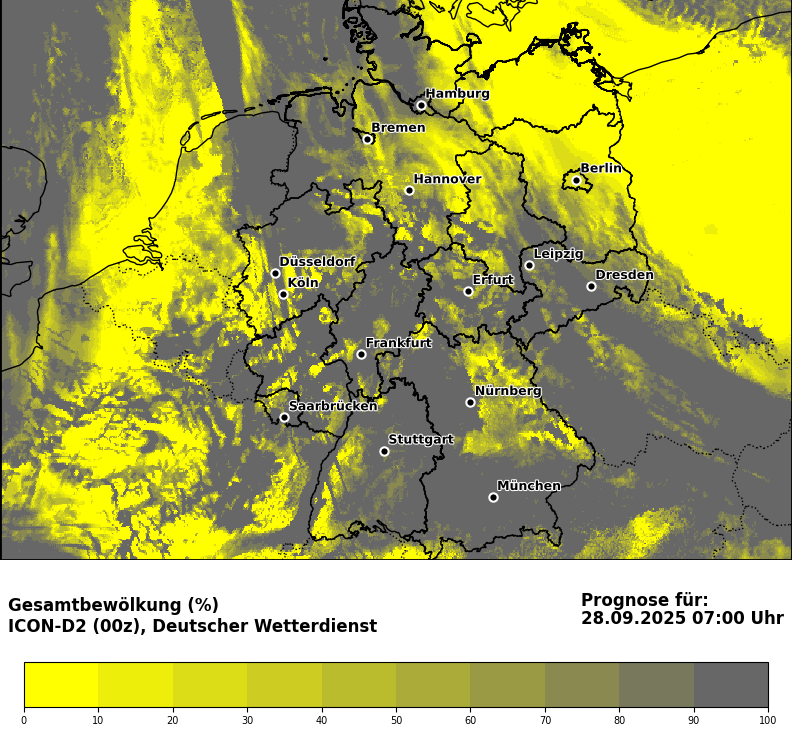 Hamburg
Bremen
Berlin
Hannover
Leipzig
Düsseldorf
Dresden
Köln
Erfurt
Frankfurt
Nürnberg
Saarbrücken
Stuttgart
München
Gesamtbewölkung (%)
ICON-D2 (00z), Deutscher Wetterdienst
Prognose für:
28.09.2025 07:00 Uhr
0 10 20 30 40 50 60 70 80 90 100